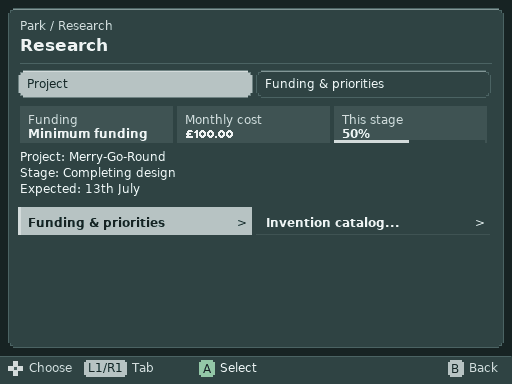 Park / Research
Research
Project
Funding & priorities
Funding
Minimum funding
Monthly cost
£100.00
This stage
50%
Project: Merry-Go-Round
Stage: Completing design
Expected: 13th July
Funding & priorities >
Invention catalog... >
Choose
L1/R1 Tab
A Select
B Back